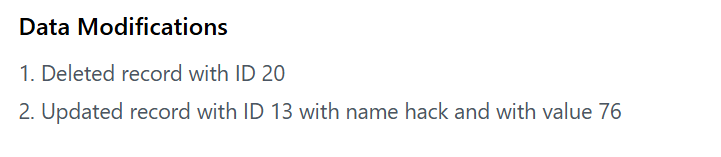 Data Modifications
1. Deleted record with ID 20
2. Updated record with ID 13 with name hack and with value 76